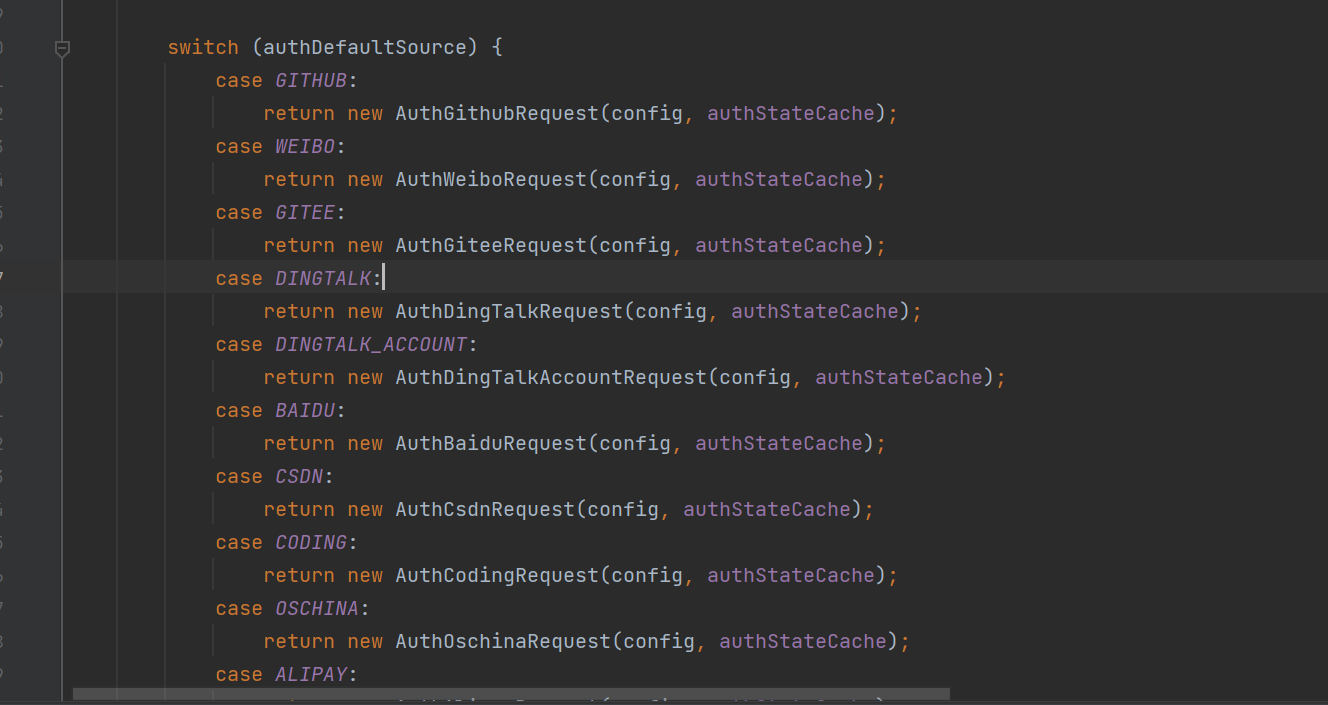 switch (authDefaultSource) {
case GITHUB:
return new AuthGithubRequest(config, authStateCache);
case WEIBO:
return new AuthWeiboRequest(config, authStateCache);
case GITEE:
return new AuthGiteeRequest(config, authStateCache);
case DINGTALK:
return new AuthDingTalkRequest(config, authStateCache);
case DINGTALK_ACCOUNT:
return new AuthDingTalkAccountRequest(config, authStateCache);
case BAIDU:
return new AuthBaiduRequest(config, authStateCache);
case CSDN:
return new AuthCsdnRequest(config, authStateCache);
case CODING:
return new AuthCodingRequest(config, authStateCache);
case OSCHINA:
return new AuthOschinaRequest(config, authStateCache);
case ALIPAY: